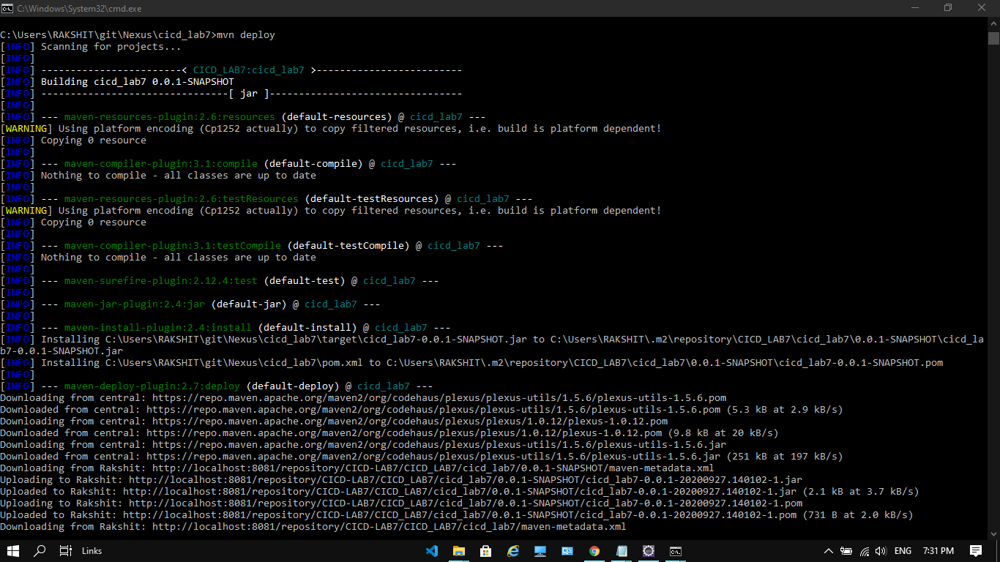 C:\Windows\System32\cmd.exe
C:\Users\RAKSHIT\git\Nexus\cicd_lab7>mvn deploy
[INFO] Scanning for projects...
[INFO]
[INFO] ------------------------< CICD_LAB7:cicd_lab7 >-------------------------
[INFO] Building cicd_lab7 0.0.1-SNAPSHOT
[INFO] --------------------------------[ jar ]---------------------------------
[INFO]
[INFO] --- maven-resources-plugin:2.6:resources (default-resources) @ cicd_lab7 ---
[WARNING] Using platform encoding (Cp1252 actually) to copy filtered resources, i.e. build is platform dependent!
[INFO] Copying 0 resource
[INFO]
[INFO] --- maven-compiler-plugin:3.1:compile (default-compile) @ cicd_lab7 ---
[INFO] Nothing to compile - all classes are up to date
[INFO]
[INFO] --- maven-resources-plugin:2.6:testResources (default-testResources) @ cicd_lab7 ---
[WARNING] Using platform encoding (Cp1252 actually) to copy filtered resources, i.e. build is platform dependent!
[INFO] Copying 0 resource
[INFO]
[INFO] --- maven-compiler-plugin:3.1:testCompile (default-testCompile) @ cicd_lab7 ---
[INFO] Nothing to compile - all classes are up to date
[INFO]
[INFO] --- maven-surefire-plugin:2.12.4:test (default-test) @ cicd_lab7 ---
[INFO]
[INFO] --- maven-jar-plugin:2.4:jar (default-jar) @ cicd_lab7 ---
[INFO]
[INFO] --- maven-install-plugin:2.4:install (default-install) @ cicd_lab7 ---
[INFO] Installing C:\Users\RAKSHIT\git\Nexus\cicd_lab7\target\cicd_lab7-0.0.1-SNAPSHOT.jar to C:\Users\RAKSHIT\.m2\repository\CICD_LAB7\cicd_lab7\0.0.1-SNAPSHOT\cicd_la
b7-0.0.1-SNAPSHOT.jar
[INFO] Installing C:\Users\RAKSHIT\git\Nexus\cicd_lab7\pom.xml to C:\Users\RAKSHIT\.m2\repository\CICD_LAB7\cicd_lab7\0.0.1-SNAPSHOT\cicd_lab7-0.0.1-SNAPSHOT.pom
[INFO]
[INFO] --- maven-deploy-plugin:2.7:deploy (default-deploy) @ cicd_lab7 ---
Downloading from central: https://repo.maven.apache.org/maven2/org/codehaus/plexus/plexus-utils/1.5.6/plexus-utils-1.5.6.pom
Downloaded from central: https://repo.maven.apache.org/maven2/org/codehaus/plexus/plexus-utils/1.5.6/plexus-utils-1.5.6.pom (5.3 kB at 2.9 kB/s)
Downloading from central: https://repo.maven.apache.org/maven2/org/codehaus/plexus/plexus/1.0.12/plexus-1.0.12.pom
Downloaded from central: https://repo.maven.apache.org/maven2/org/codehaus/plexus/plexus/1.0.12/plexus-1.0.12.pom (9.8 kB at 20 kB/s)
Downloading from central: https://repo.maven.apache.org/maven2/org/codehaus/plexus/plexus-utils/1.5.6/plexus-utils-1.5.6.jar
Downloaded from central: https://repo.maven.apache.org/maven2/org/codehaus/plexus/plexus-utils/1.5.6/plexus-utils-1.5.6.jar (251 kB at 197 kB/s)
Downloading from Rakshit: http://localhost:8081/repository/CICD-LAB7/CICD_LAB7/cicd_lab7/0.0.1-SNAPSHOT/maven-metadata.xml
Uploading to Rakshit: http://localhost:8081/repository/CICD-LAB7/CICD_LAB7/cicd_lab7/0.0.1-SNAPSHOT/cicd_lab7-0.0.1-20200927.140102-1.jar
Uploaded to Rakshit: http://localhost:8081/repository/CICD-LAB7/CICD_LAB7/cicd_lab7/0.0.1-SNAPSHOT/cicd_lab7-0.0.1-20200927.140102-1.jar (2.1 kB at 3.7 kB/s)
Uploading to Rakshit: http://localhost:8081/repository/CICD-LAB7/CICD_LAB7/cicd_lab7/0.0.1-SNAPSHOT/cicd_lab7-0.0.1-20200927.140102-1.pom
Uploaded to Rakshit: http://localhost:8081/repository/CICD-LAB7/CICD_LAB7/cicd_lab7/0.0.1-SNAPSHOT/cicd_lab7-0.0.1-20200927.140102-1.pom (731 B at 2.0 kB/s)
Downloading from Rakshit: http://localhost:8081/repository/CICD-LAB7/CICD_LAB7/cicd_lab7/maven-metadata.xml
Links ENG 7:31 PM